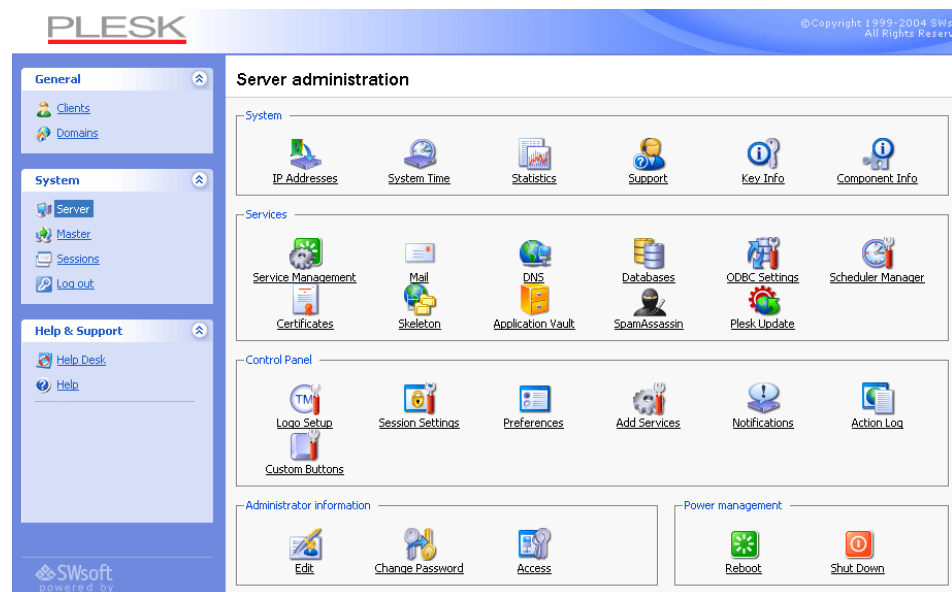 PLESK
©Copyright 1999-2004
All Rights
General
Clients
Domains
System
Server
Master
Sessions
Log out
Help & Support
Help Desk
Help
SWsoft
powered by
Server administration
System
IP Addresses
System Time
Statistics
Support
Key Info
Component Info
Services
Service Management
Mail
DNS
Databases
ODBC Settings
Scheduler Manager
Certificates
Skeleton
Application Vault
SpamAssassin
Plesk Update
Control Panel
TM
Logo Setup
Session Settings
Preferences
Add Services
Notifications
Action Log
Custom Buttons
Administrator information
Edit
Change Password
Access
Power management
Reboot
Shut Down